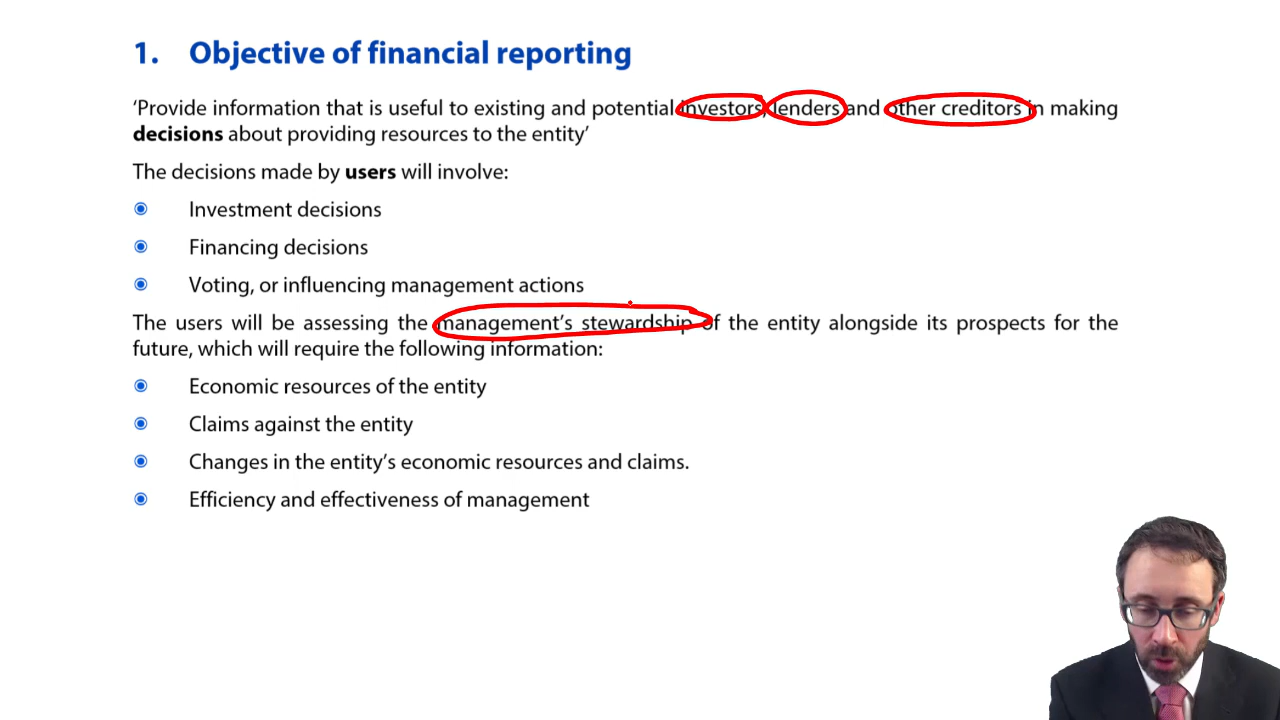 1. Objective of financial reporting
‘Provide information that is useful to existing and potential investors, lenders and other creditors in making
decisions about providing resources to the entity’
The decisions made by users will involve:
Investment decisions
Financing decisions
Voting, or influencing management actions
The users will be assessing the management’s stewardship of the entity alongside its prospects for the
future, which will require the following information:
Economic resources of the entity
Claims against the entity
Changes in the entity’s economic resources and claims.
Efficiency and effectiveness of management